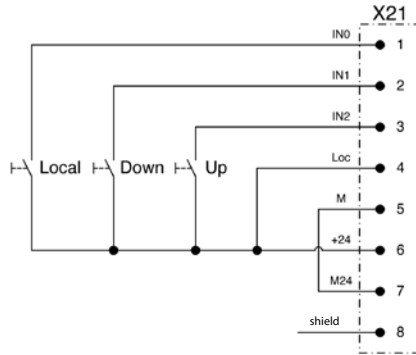 X21
IN0 1
IN1 2
IN2 3
Loc 4
Local Down Up
M 5
+24 6
M24 7
shield 8